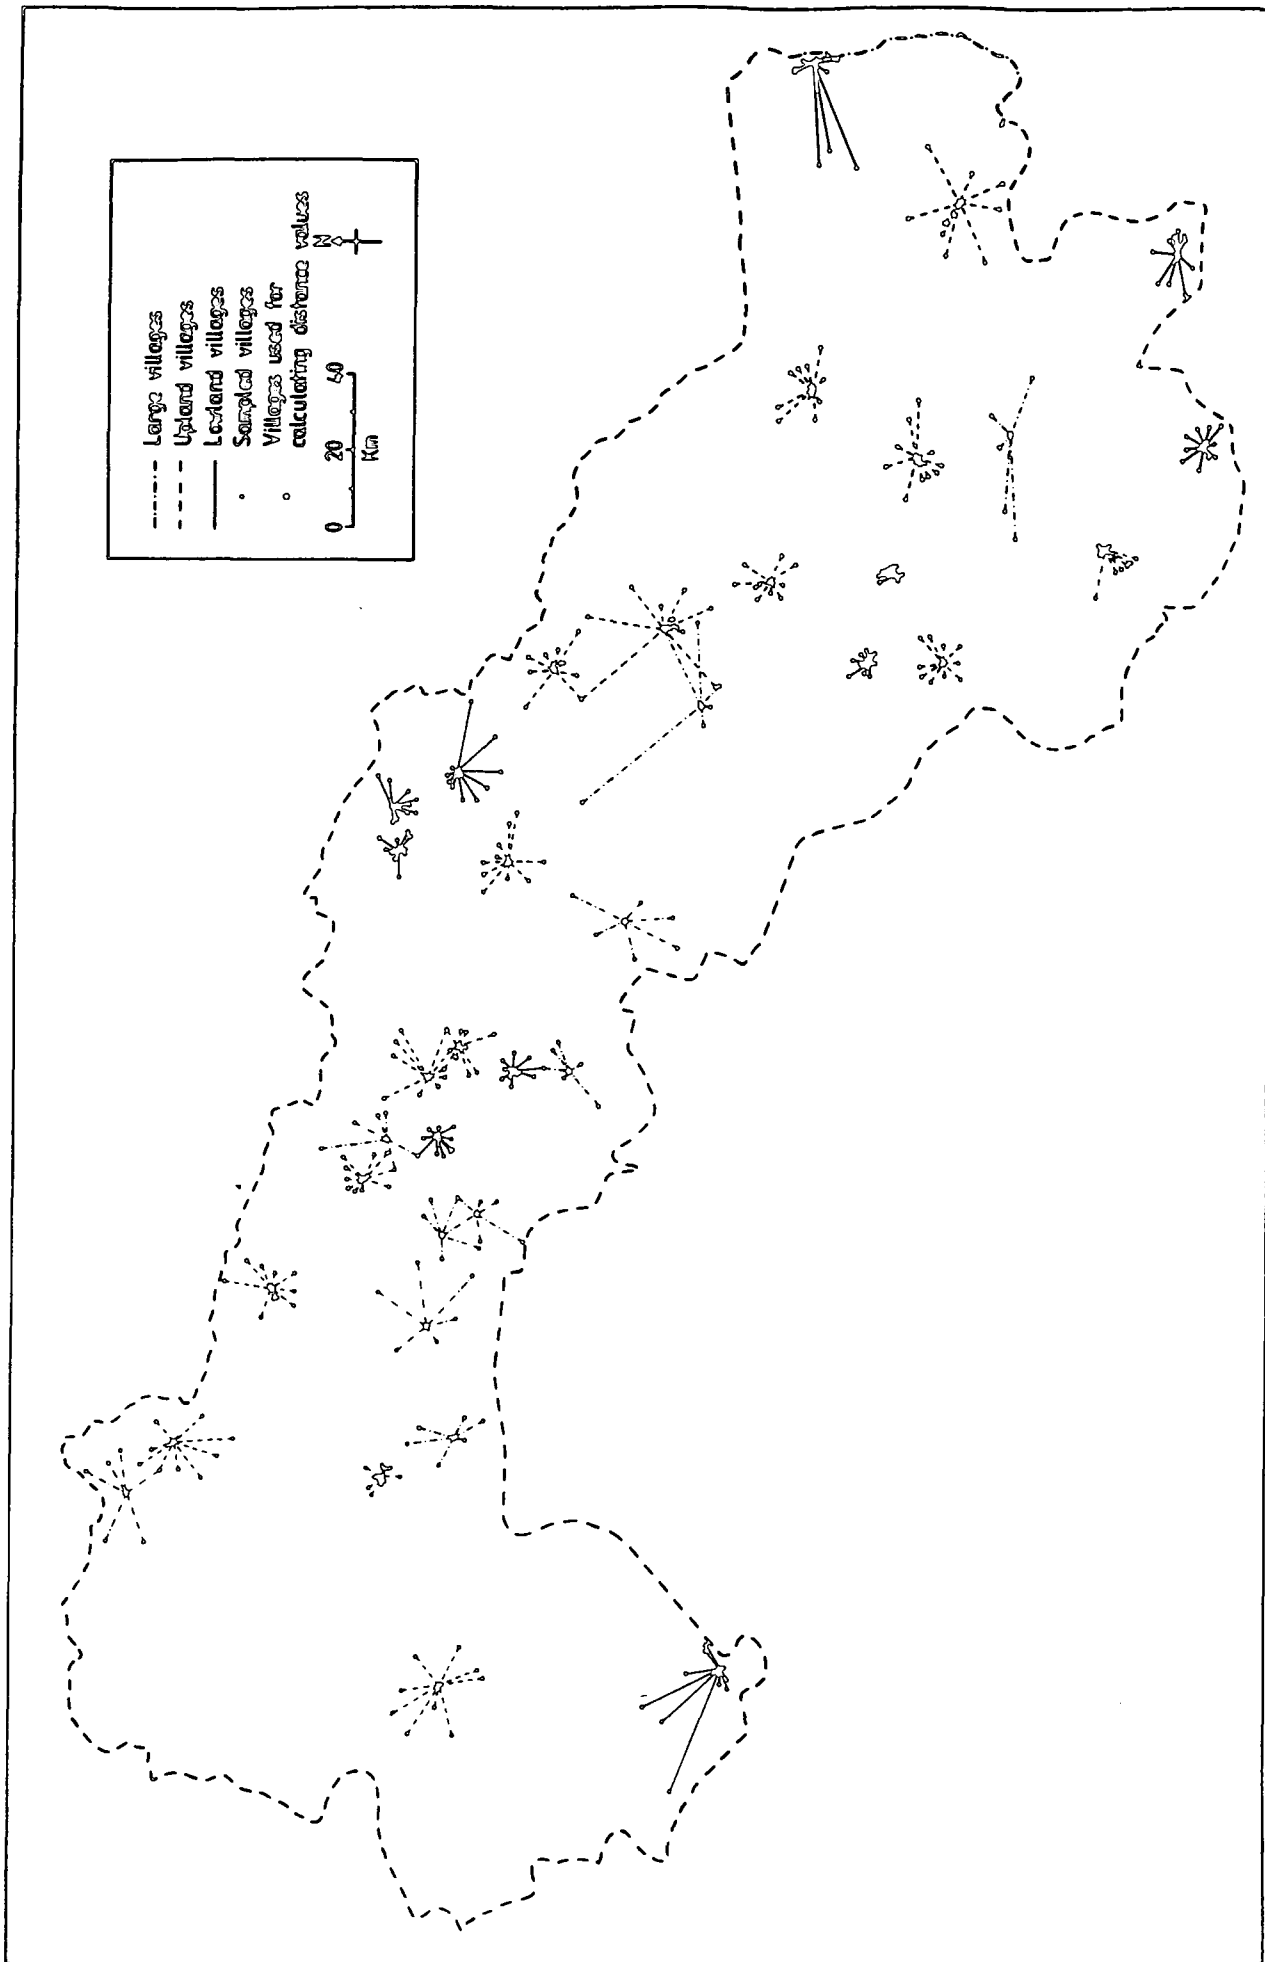 Large villages
Upland villages
Lowland villages
Sampled villages
Villages used for
calculating distance values
0 20 40
Km
N